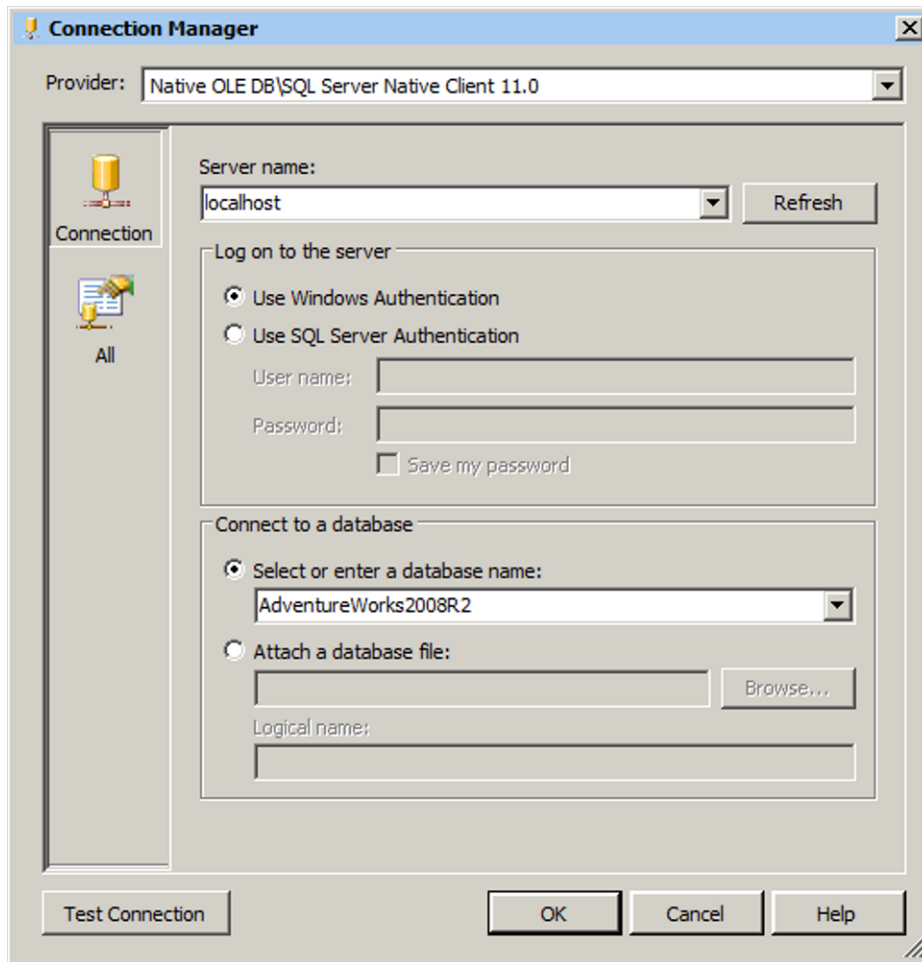 Connection Manager
Provider: Native OLE DB\SQL Server Native Client 11.0
Connection
All
Server name:
localhost Refresh
Log on to the server
Use Windows Authentication
Use SQL Server Authentication
User name:
Password:
Save my password
Connect to a database
Select or enter a database name:
AdventureWorks2008R2
Attach a database file:
Browse...
Logical name:
Test Connection OK Cancel Help